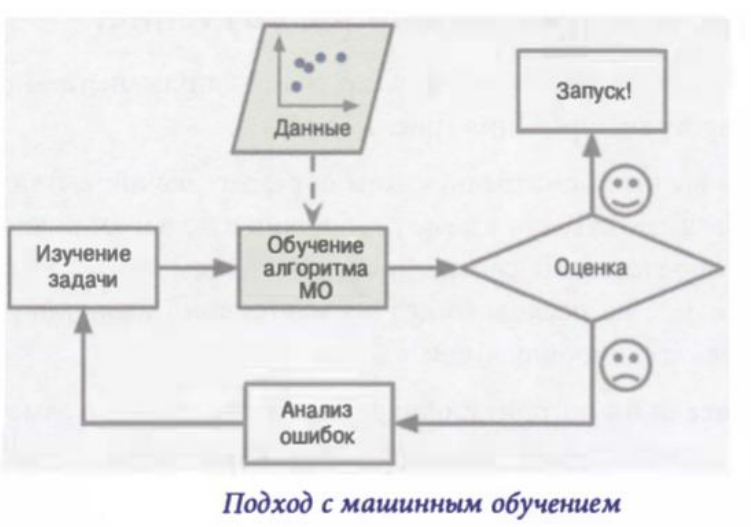 Данные
Запуск!
Изучение
задачи
Обучение
алгоритма
МО
Оценка
Анализ
ошибок
Подход с машинным обучением